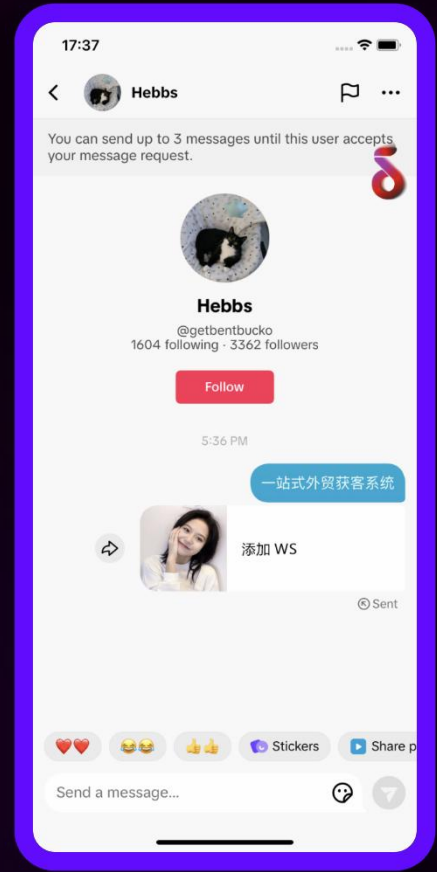 17:37
Hebbs
You can send up to 3 messages until this user accepts
your message request.
Hebbs
@getbentbucko
1604 following · 3362 followers
Follow
5:36 PM
一站式外贸获客系统
添加 WS
Sent
❤️❤️
😂😂
👍👍
Stickers
Share p
Send a message...